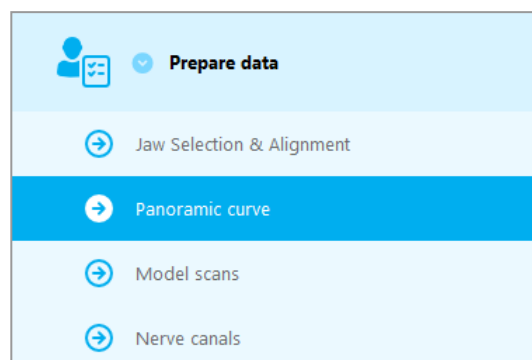 Prepare data
Jaw Selection & Alignment
Panoramic curve
Model scans
Nerve canals